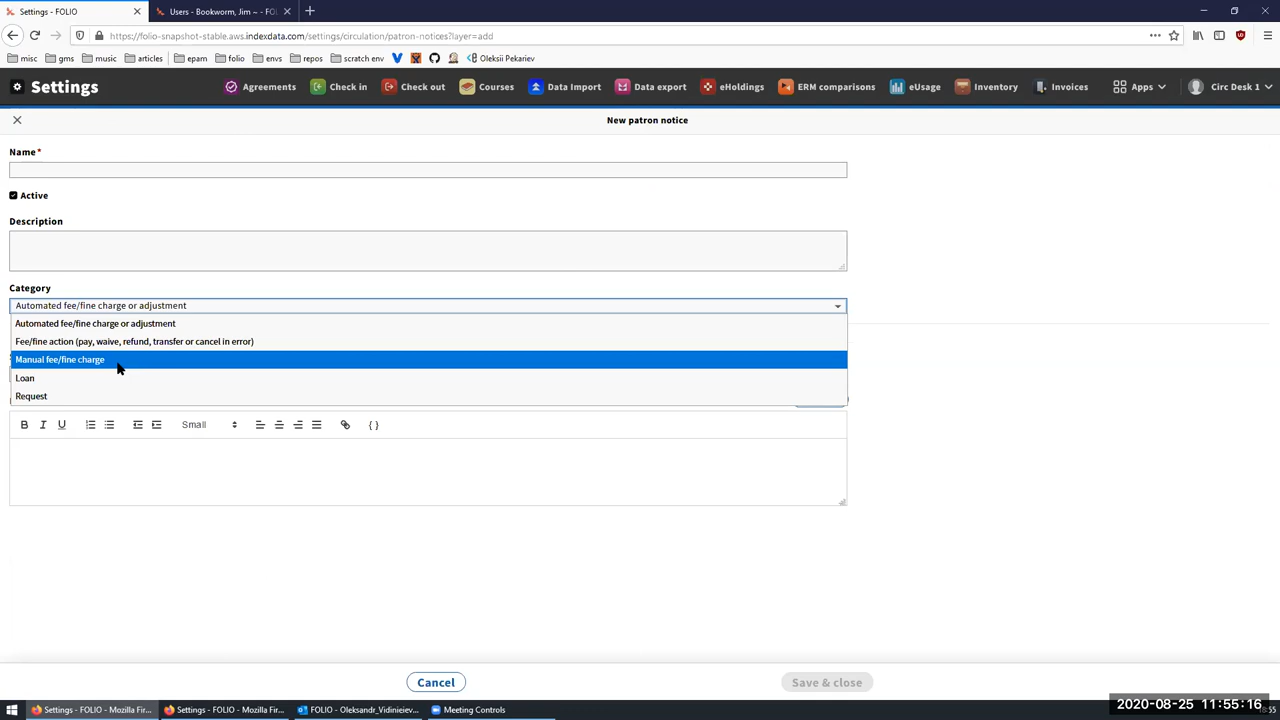 Settings - FOLIO
Users - Bookworm, Jim ~ - FOLIO
https://folio-snapshot-stable.aws.indexdata.com/settings/circulation/patron-notices?layer=add
misc gms music articles epam folio envs repos scratch env Oleksii Pekariev
Settings Agreements Check in Check out Courses Data Import Data export eHoldings ERM comparisons eUsage Inventory Invoices Apps Circ Desk 1
New patron notice
Name*
Active
Description
Category
Automated fee/fine charge or adjustment
Automated fee/fine charge or adjustment
Fee/fine action (pay, waive, refund, transfer or cancel in error)
Manual fee/fine charge
Loan
Request
B I U Small { }
Cancel
Save & close
Settings - FOLIO - Mozilla Fir...
Settings - FOLIO - Mozilla Fir...
FOLIO - Oleksandr_Vidinieiev...
Meeting Controls
2020-08-25 11:55:16